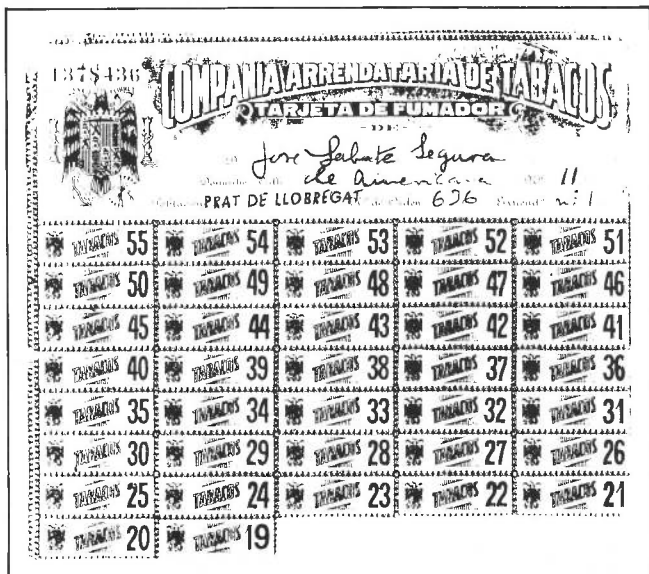 1878436
COMPAÑIA ARRENDATARIA DE TABACOS
TARJETA DE FUMADOR
Jose Sabate Segura
de 11
PRAT DE LLOBREGAT 636 nº 1
TABACOS 55 TABACOS 54 TABACOS 53 TABACOS 52 TABACOS 51
TABACOS 50 TABACOS 49 TABACOS 48 TABACOS 47 TABACOS 46
TABACOS 45 TABACOS 44 TABACOS 43 TABACOS 42 TABACOS 41
TABACOS 40 TABACOS 39 TABACOS 38 TABACOS 37 TABACOS 36
TABACOS 35 TABACOS 34 TABACOS 33 TABACOS 32 TABACOS 31
TABACOS 30 TABACOS 29 TABACOS 28 TABACOS 27 TABACOS 26
TABACOS 25 TABACOS 24 TABACOS 23 TABACOS 22 TABACOS 21
TABACOS 20 TABACOS 19